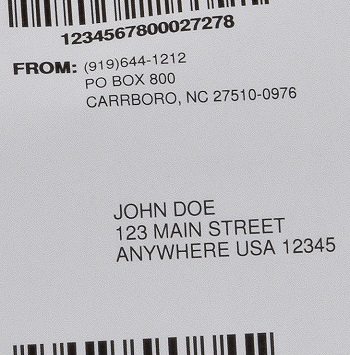 1234567800027278
FROM: (919)644-1212
PO BOX 800
CARRBORO, NC 27510-0976
JOHN DOE
123 MAIN STREET
ANYWHERE USA 12345